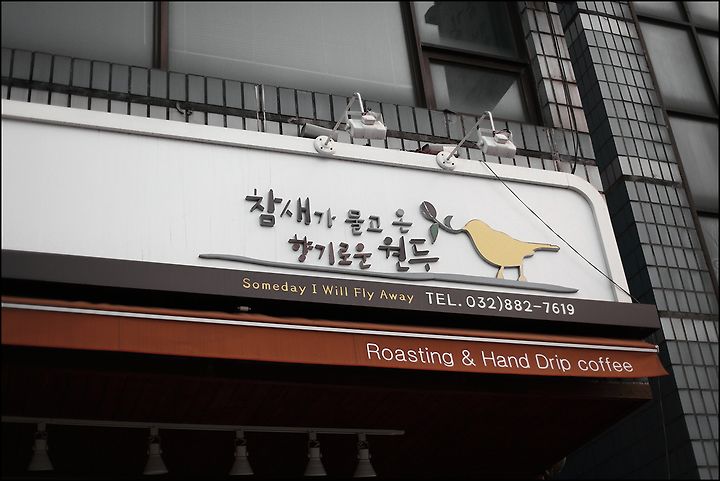 참새가 물고 온
향기로운 원두
Someday I Will Fly Away TEL. 032)882-7619
Roasting & Hand Drip coffee